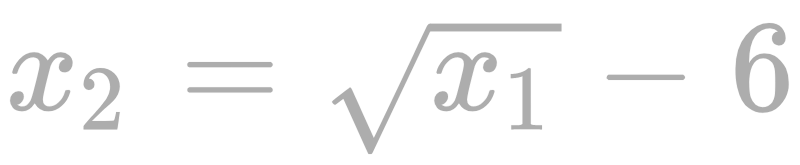 x₂ = √x₁ − 6